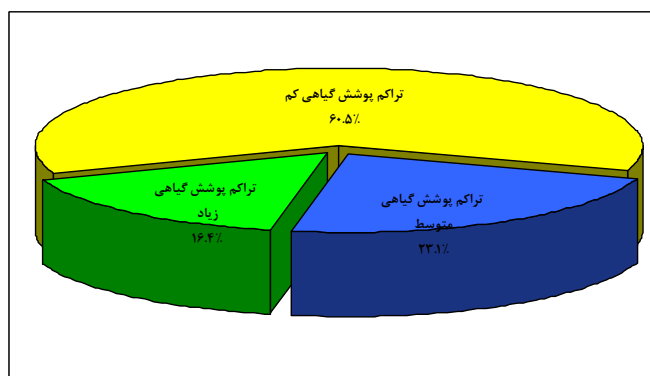 تراکم پوشش گیاهی کم
۶۰.۵٪
تراکم پوشش گیاهی
زیاد
۱۶.۴٪
تراکم پوشش گیاهی
متوسط
۲۳.۱٪